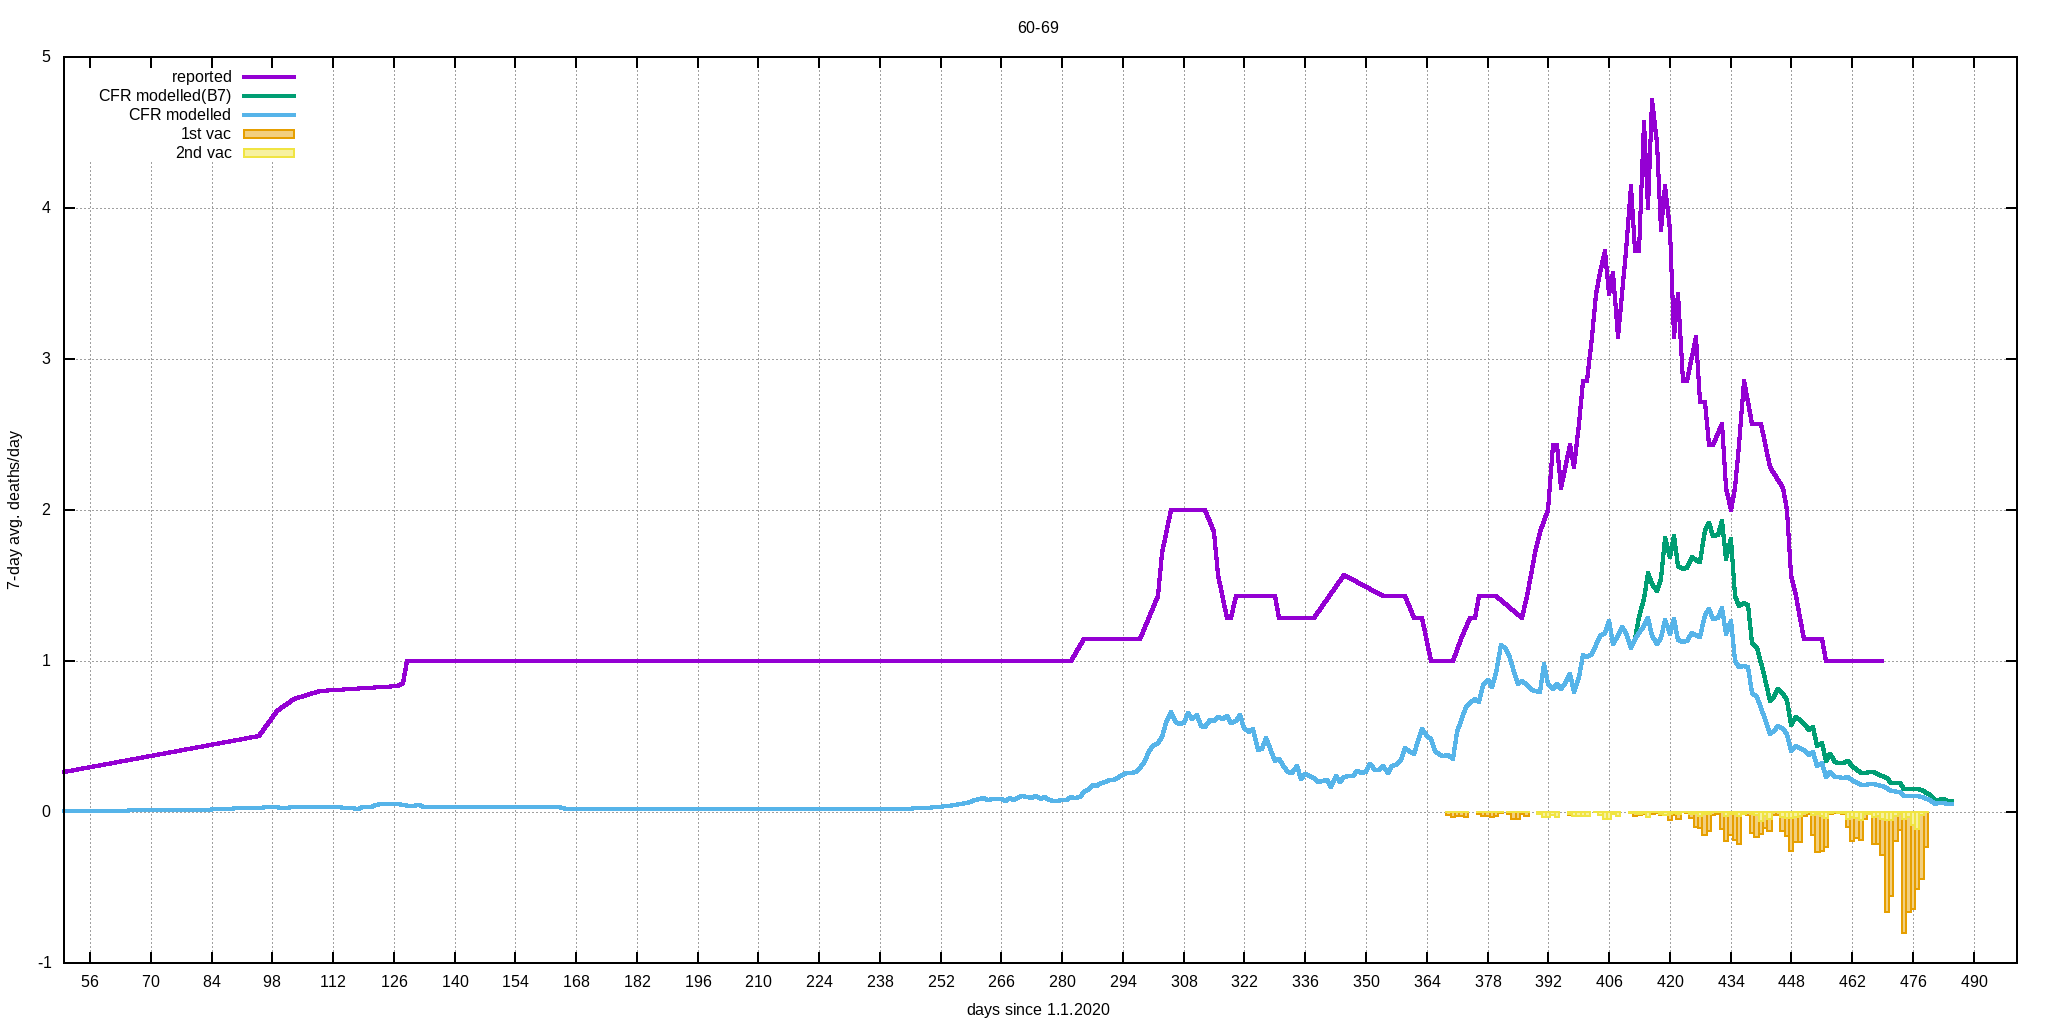 60-69
reported
CFR modelled(B7)
CFR modelled
1st vac
2nd vac
5
4
3
2
1
0
-1
7-day avg. deaths/day
56 70 84 98 112 126 140 154 168 182 196 210 224 238 252 266 280 294 308 322 336 350 364 378 392 406 420 434 448 462 476 490
days since 1.1.2020